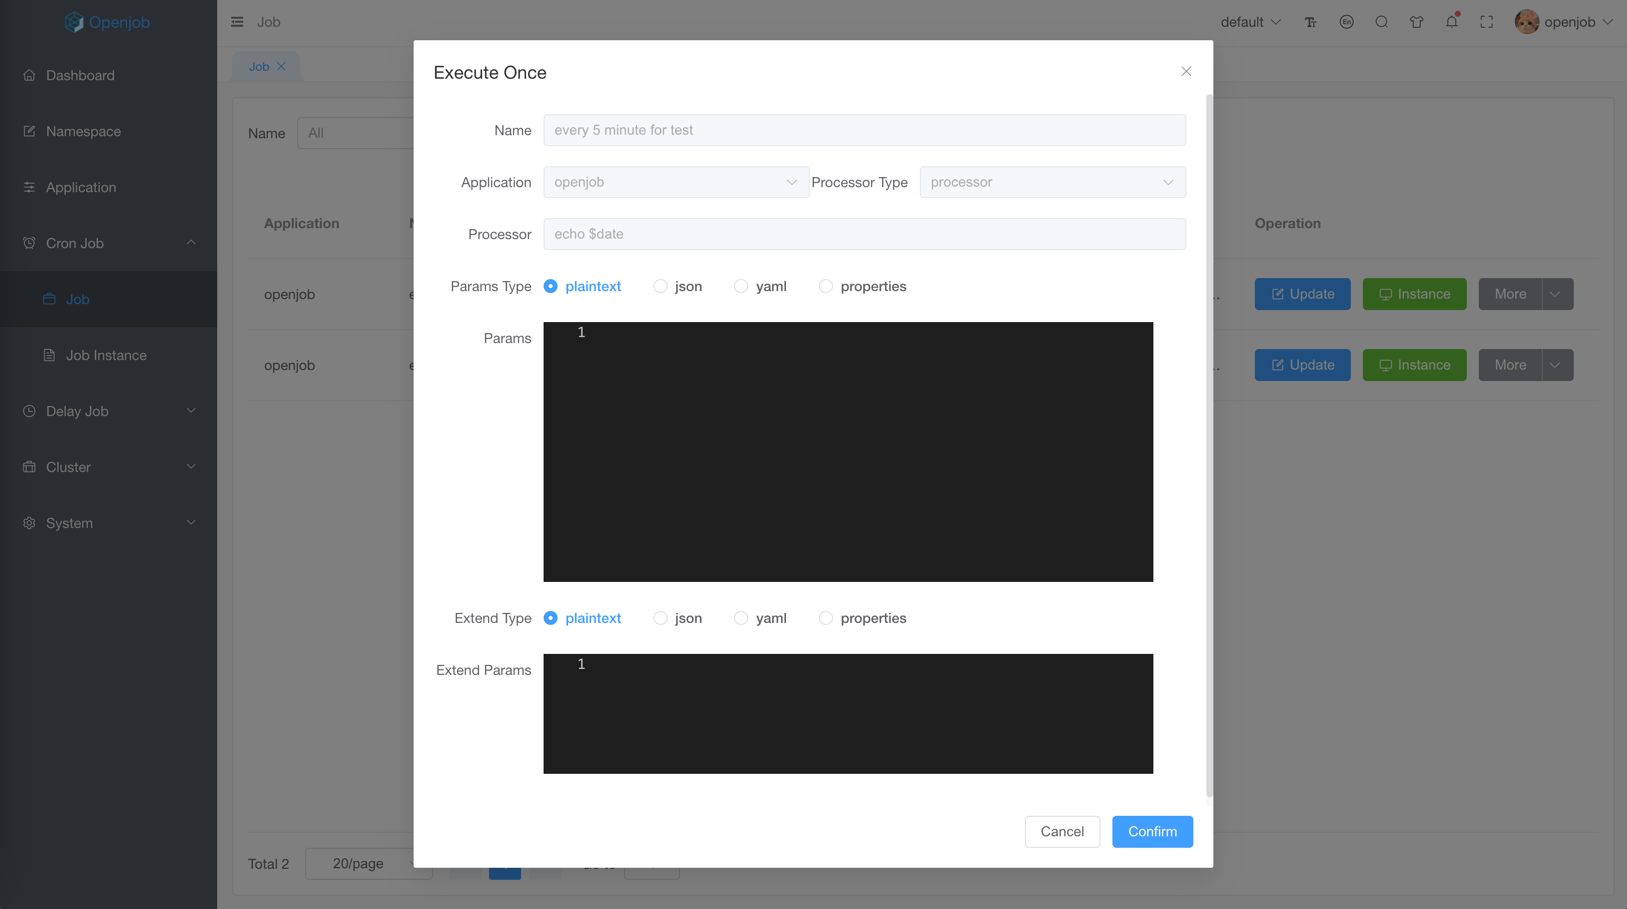 Openjob
Job
default
En
openjob
Dashboard
Namespace
Application
Cron Job
Job
Job Instance
Delay Job
Cluster
System
Job
Name
All
Application
Operation
openjob
...
Update
Instance
More
openjob
...
Update
Instance
More
Total 2
20/page
Execute Once
Name
every 5 minute for test
Application
openjob
Processor Type
processor
Processor
echo $date
Params Type
plaintext
json
yaml
properties
Params
1
Extend Type
plaintext
json
yaml
properties
Extend Params
1
Cancel
Confirm